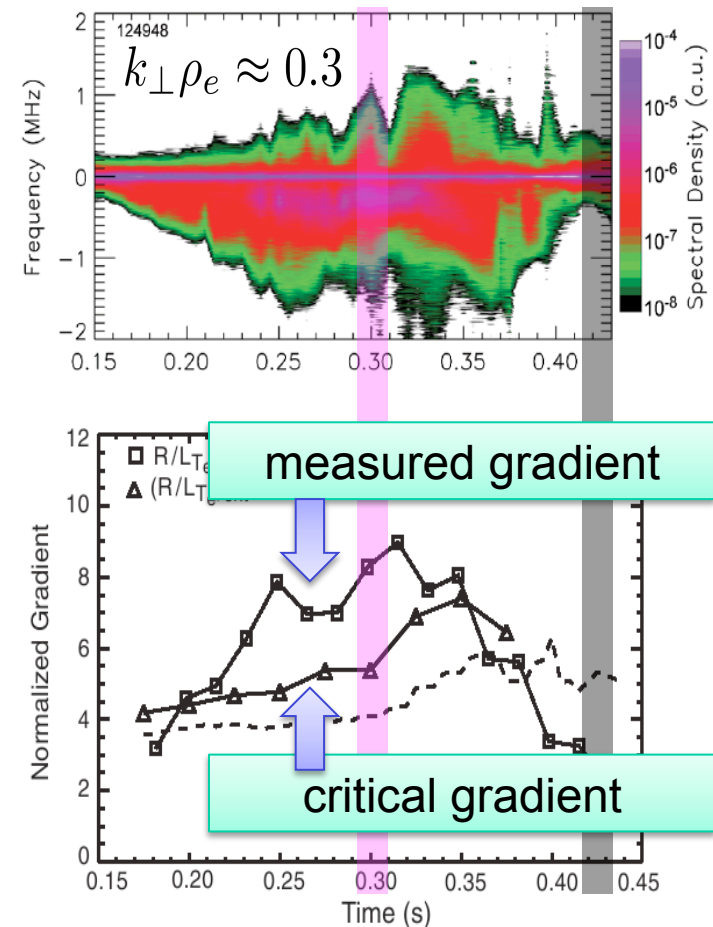 124948
k⊥ρe ≈ 0.3
Frequency (MHz)
2
1
0
-1
-2
0.15 0.20 0.25 0.30 0.35 0.40
10-4
10-5
10-6
10-7
10-8
Spectral Density (a.u.)
R/LTe
(R/LT
measured gradient
critical gradient
Normalized Gradient
12
10
8
6
4
2
0
0.15 0.20 0.25 0.30 0.35 0.40 0.45
Time (s)